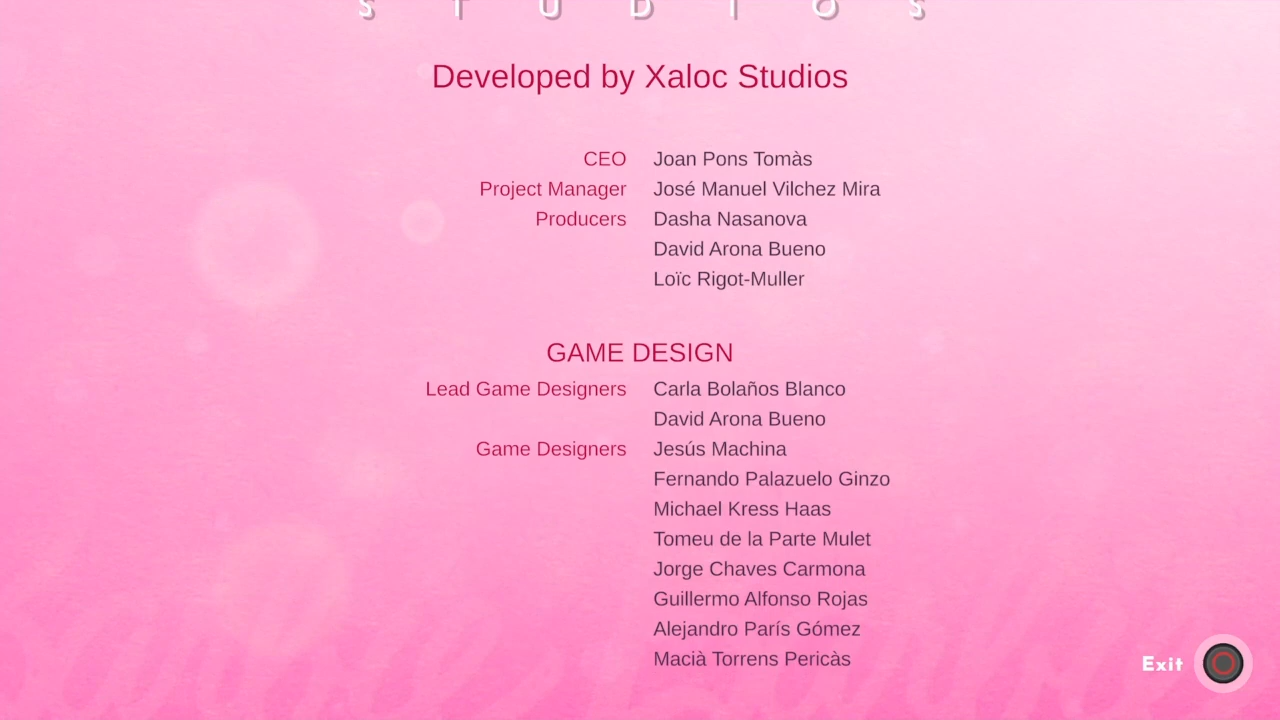 STUDIOS
Developed by Xaloc Studios
CEO Joan Pons Tomàs
Project Manager José Manuel Vilchez Mira
Producers Dasha Nasanova
David Arona Bueno
Loïc Rigot-Muller
GAME DESIGN
Lead Game Designers Carla Bolaños Blanco
David Arona Bueno
Game Designers Jesús Machina
Fernando Palazuelo Ginzo
Michael Kress Haas
Tomeu de la Parte Mulet
Jorge Chaves Carmona
Guillermo Alfonso Rojas
Alejandro París Gómez
Macià Torrens Pericàs
Exit